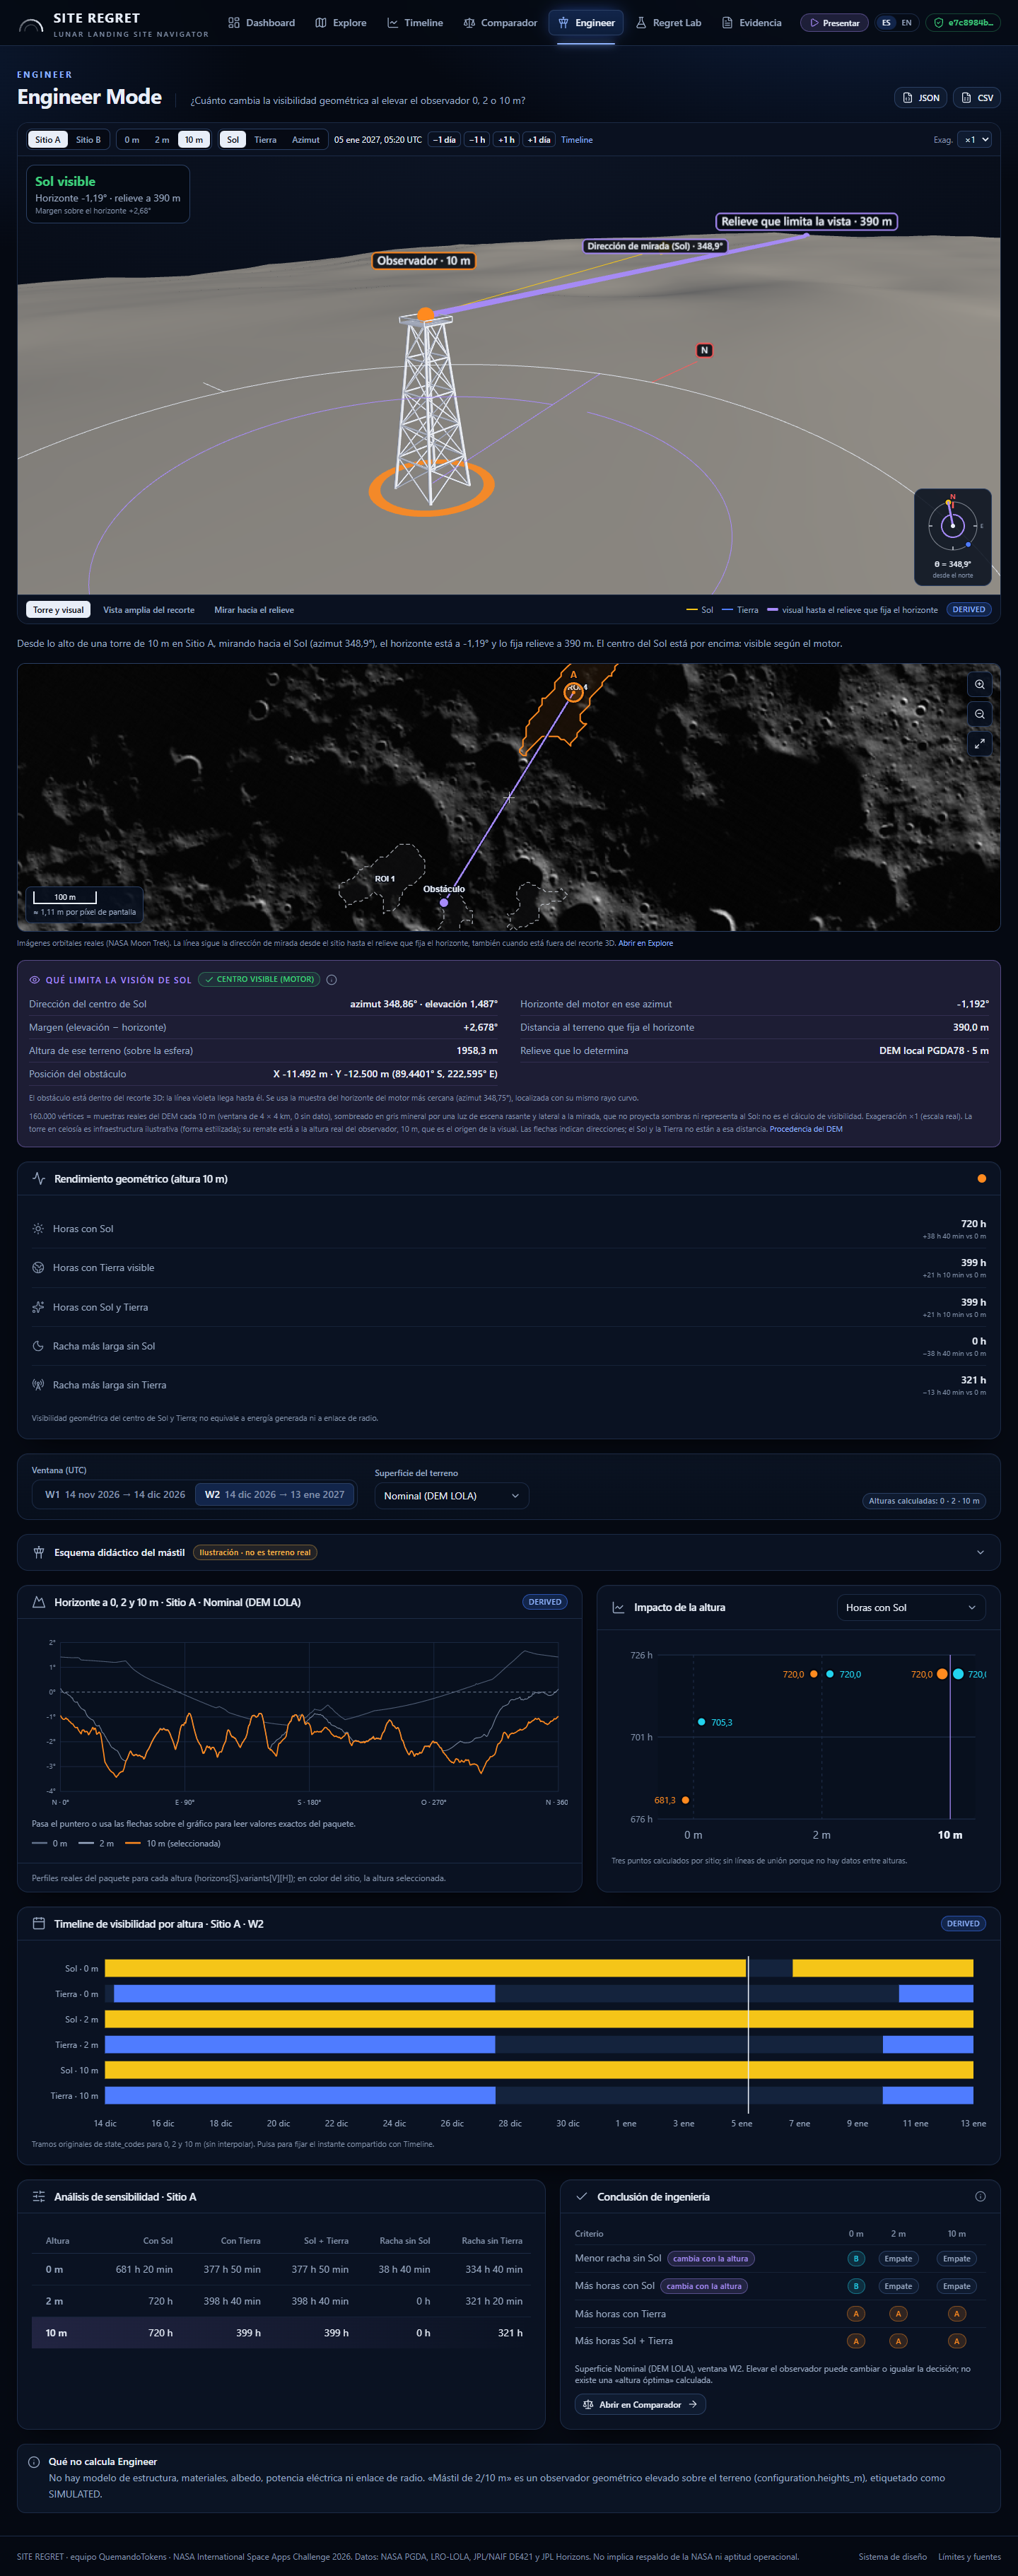 SITE REGRET
LUNAR LANDING SITE NAVIGATOR
Dashboard
Explore
Timeline
Comparador
Engineer
Regret Lab
Evidencia
Presentar
ES EN
e7c8984b…
ENGINEER
Engineer Mode
¿Cuánto cambia la visibilidad geométrica al elevar el observador 0, 2 o 10 m?
JSON
CSV
Sitio A Sitio B
0 m 2 m 10 m
Sol Tierra Azimut
05 ene 2027, 05:20 UTC
−1 día −1 h +1 h +1 día
Timeline
Exag. ×1
Sol visible
Horizonte -1,19° · relieve a 390 m
Margen sobre el horizonte +2,68°
Relieve que limita la vista · 390 m
Dirección de mirada (Sol) · 348,9°
Observador · 10 m
N
N
E
θ = 348,9°
desde el norte
Torre y visual
Vista amplia del recorte
Mirar hacia el relieve
Sol
Tierra
visual hasta el relieve que fija el horizonte
DERIVED
Desde lo alto de una torre de 10 m en Sitio A, mirando hacia el Sol (azimut 348,9°), el horizonte está a -1,19° y lo fija relieve a 390 m. El centro del Sol está por encima: visible según el motor.
A
ROI 1
Obstáculo
100 m
≈ 1,11 m por píxel de pantalla
Imágenes orbitales reales (NASA Moon Trek). La línea sigue la dirección de mirada desde el sitio hasta el relieve que fija el horizonte, también cuando está fuera del recorte 3D. Abrir en Explore
QUÉ LIMITA LA VISIÓN DE SOL
CENTRO VISIBLE (MOTOR)
Dirección del centro de Sol azimut 348,86° · elevación 1,487°
Horizonte del motor en ese azimut -1,192°
Margen (elevación − horizonte) +2,678°
Distancia al terreno que fija el horizonte 390,0 m
Altura de ese terreno (sobre la esfera) 1958,3 m
Relieve que lo determina DEM local PGDA78 · 5 m
Posición del obstáculo X -11.492 m · Y -12.500 m (89,4401° S, 222,595° E)
El obstáculo está dentro del recorte 3D: la línea violeta llega hasta él. Se usa la muestra del horizonte del motor más cercana (azimut 348,75°), localizada con su mismo rayo curvo.
160.000 vértices = muestras reales del DEM cada 10 m (ventana de 4 × 4 km, 0 sin dato), sombreado en gris mineral por una luz de escena rasante y lateral a la mirada, que no proyecta sombras ni representa al Sol: no es el cálculo de visibilidad. Exageración ×1 (escala real). La
torre en celosía es infraestructura ilustrativa (forma estilizada); su remate está a la altura real del observador, 10 m, que es el origen de la visual. Las flechas indican direcciones; el Sol y la Tierra no están a esa distancia. Procedencia del DEM
Rendimiento geométrico (altura 10 m)
Horas con Sol 720 h
+38 h 40 min vs 0 m
Horas con Tierra visible 399 h
+21 h 10 min vs 0 m
Horas con Sol y Tierra 399 h
+21 h 10 min vs 0 m
Racha más larga sin Sol 0 h
−38 h 40 min vs 0 m
Racha más larga sin Tierra 321 h
−13 h 40 min vs 0 m
Visibilidad geométrica del centro de Sol y Tierra; no equivale a energía generada ni a enlace de radio.
Ventana (UTC)
W1 14 nov 2026 → 14 dic 2026
W2 14 dic 2026 → 13 ene 2027
Superficie del terreno
Nominal (DEM LOLA)
Alturas calculadas: 0 · 2 · 10 m
Esquema didáctico del mástil
Ilustración · no es terreno real
Horizonte a 0, 2 y 10 m · Sitio A · Nominal (DEM LOLA)
DERIVED
2°
1°
0°
-1°
-2°
-3°
-4°
N · 0° E · 90° S · 180° O · 270° N · 360
Pasa el puntero o usa las flechas sobre el gráfico para leer valores exactos del paquete.
0 m 2 m 10 m (seleccionada)
Perfiles reales del paquete para cada altura (horizons[S].variants[V][H]); en color del sitio, la altura seleccionada.
Impacto de la altura
Horas con Sol
726 h
701 h
676 h
720,0 720,0
720,0 720,0
705,3
681,3
0 m 2 m 10 m
Tres puntos calculados por sitio; sin líneas de unión porque no hay datos entre alturas.
Timeline de visibilidad por altura · Sitio A · W2
DERIVED
Sol · 0 m
Tierra · 0 m
Sol · 2 m
Tierra · 2 m
Sol · 10 m
Tierra · 10 m
14 dic 16 dic 18 dic 20 dic 22 dic 24 dic 26 dic 28 dic 30 dic 1 ene 3 ene 5 ene 7 ene 9 ene 11 ene 13 ene
Tramos originales de state_codes para 0, 2 y 10 m (sin interpolar). Pulsa para fijar el instante compartido con Timeline.
Análisis de sensibilidad · Sitio A
Altura Con Sol Con Tierra Sol + Tierra Racha sin Sol Racha sin Tierra
0 m 681 h 20 min 377 h 50 min 377 h 50 min 38 h 40 min 334 h 40 min
2 m 720 h 398 h 40 min 398 h 40 min 0 h 321 h 20 min
10 m 720 h 399 h 399 h 0 h 321 h
Conclusión de ingeniería
Criterio 0 m 2 m 10 m
Menor racha sin Sol cambia con la altura B Empate Empate
Más horas con Sol cambia con la altura B Empate Empate
Más horas con Tierra A A A
Más horas Sol + Tierra A A A
Superficie Nominal (DEM LOLA), ventana W2. Elevar el observador puede cambiar o igualar la decisión; no
existe una «altura óptima» calculada.
Abrir en Comparador
Qué no calcula Engineer
No hay modelo de estructura, materiales, albedo, potencia eléctrica ni enlace de radio. «Mástil de 2/10 m» es un observador geométrico elevado sobre el terreno (configuration.heights_m), etiquetado como
SIMULATED.
SITE REGRET · equipo QuemandoTokens · NASA International Space Apps Challenge 2026. Datos: NASA PGDA, LRO-LOLA, JPL/NAIF DE421 y JPL Horizons. No implica respaldo de la NASA ni aptitud operacional.
Sistema de diseño
Límites y fuentes